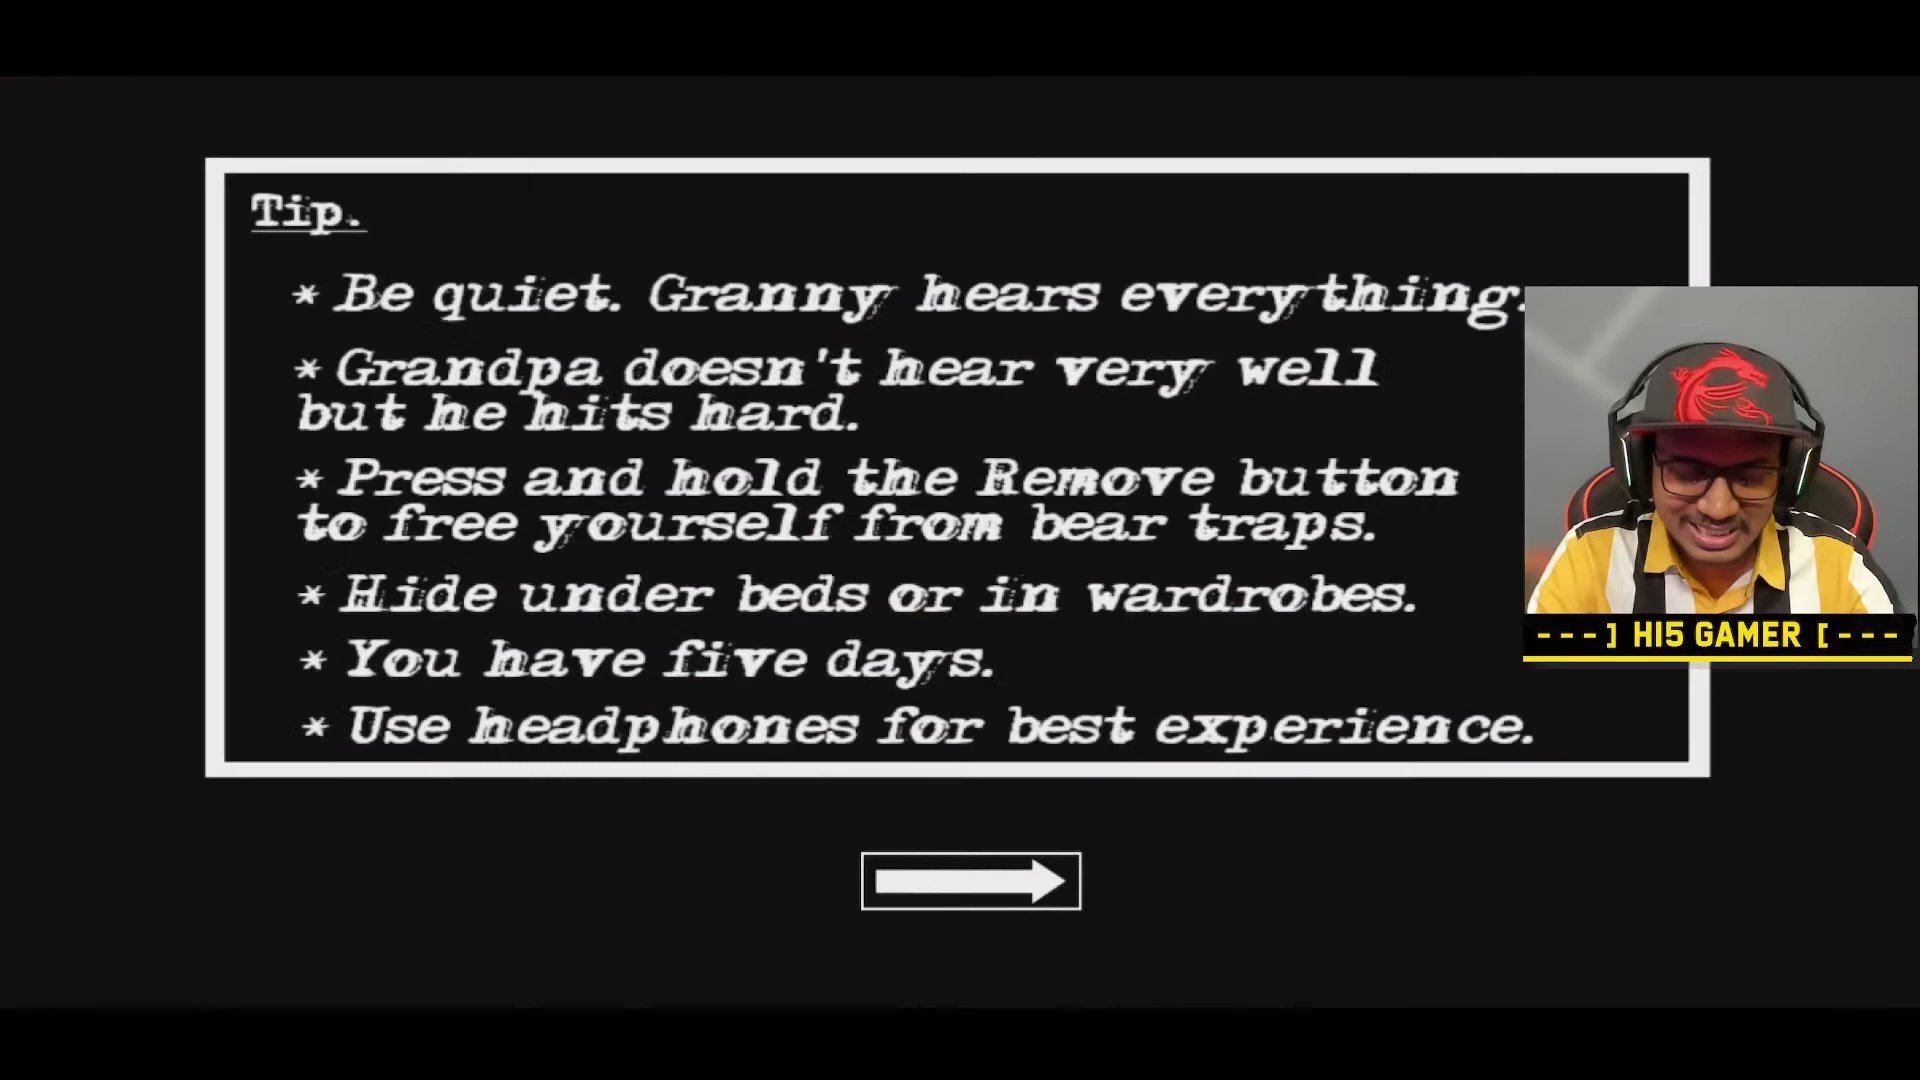 Tip.
* Be quiet. Granny hears everything.
* Grandpa doesn't hear very well
but he hits hard.
* Press and hold the Remove button
to free yourself from bear traps.
* Hide under beds or in wardrobes.
* You have five days.
* Use headphones for best experience.
---] HI5 GAMER [---